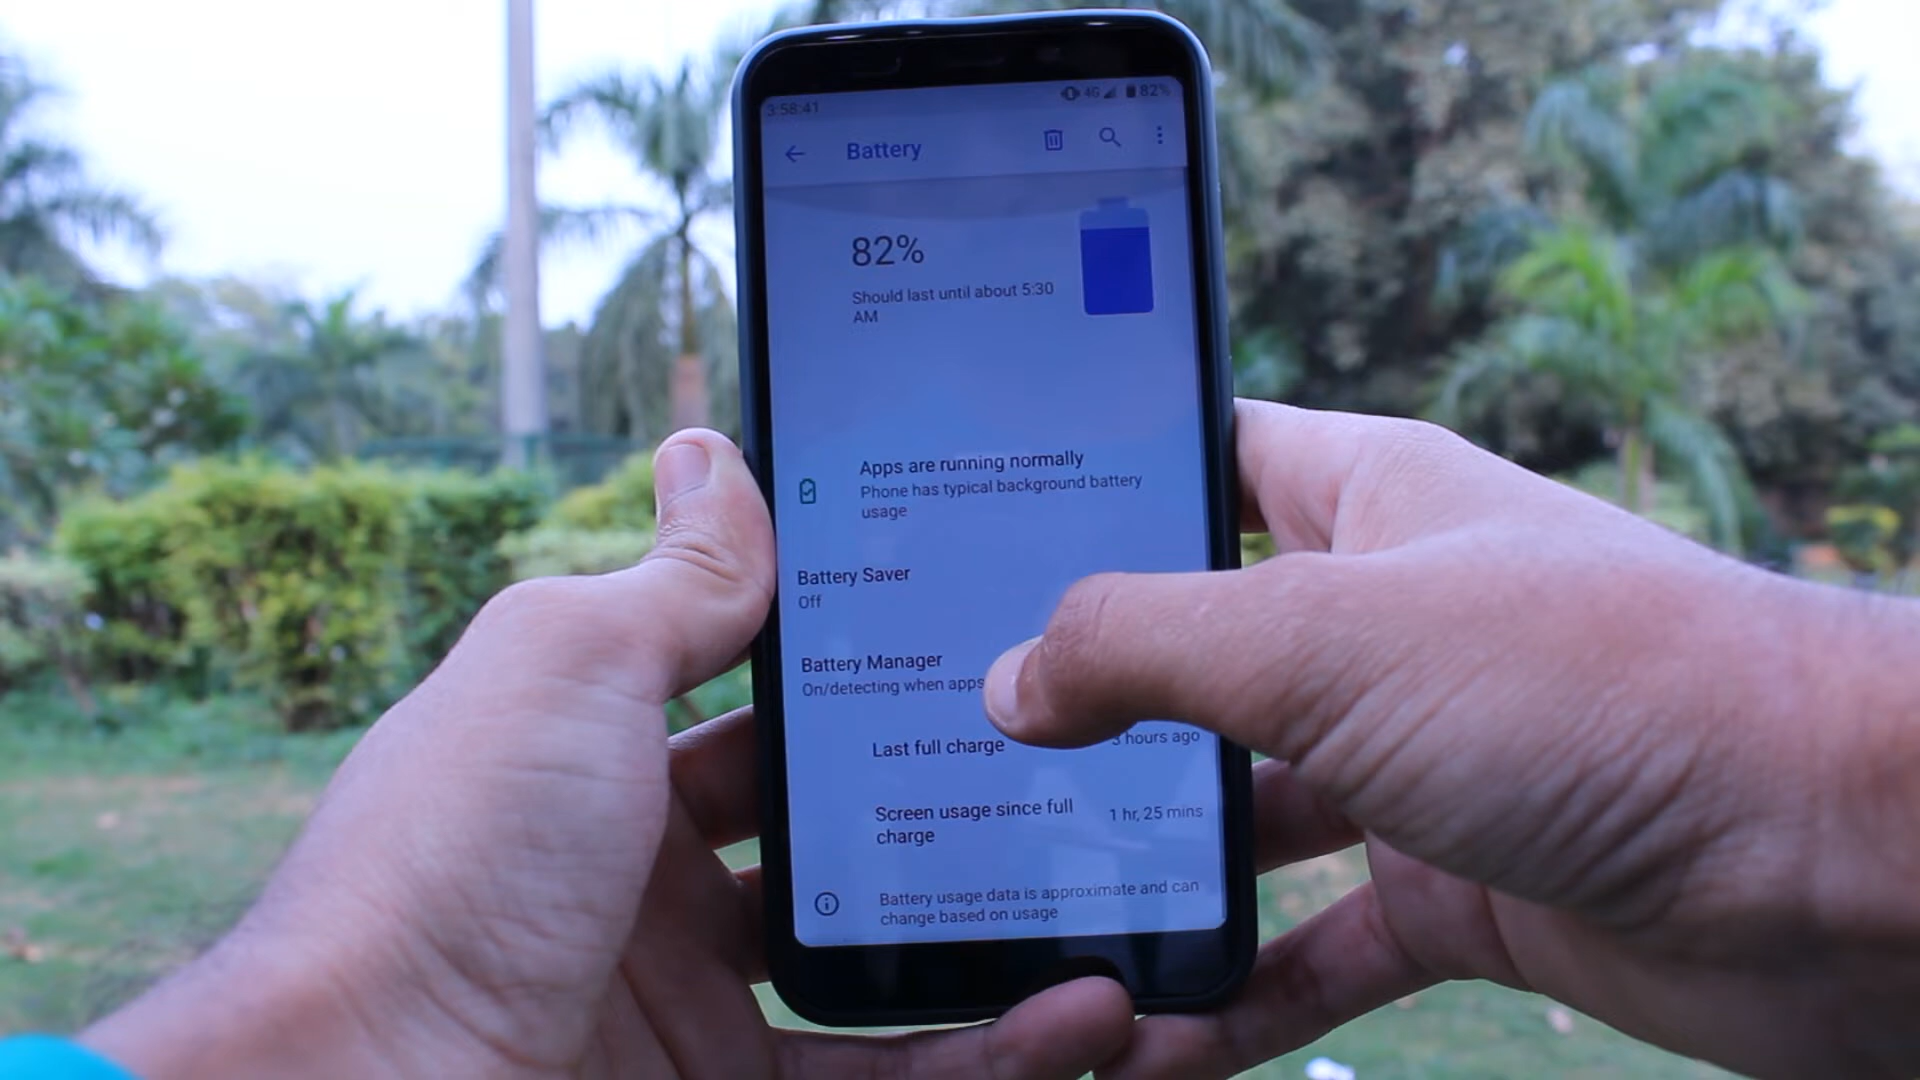 3:58:41 4G 82%
Battery
82%
Should last until about 5:30
AM
Apps are running normally
Phone has typical background battery
usage
Battery Saver
Off
Battery Manager
On/detecting when apps
Last full charge hours ago
Screen usage since full 1 hr, 25 mins
charge
Battery usage data is approximate and can
change based on usage